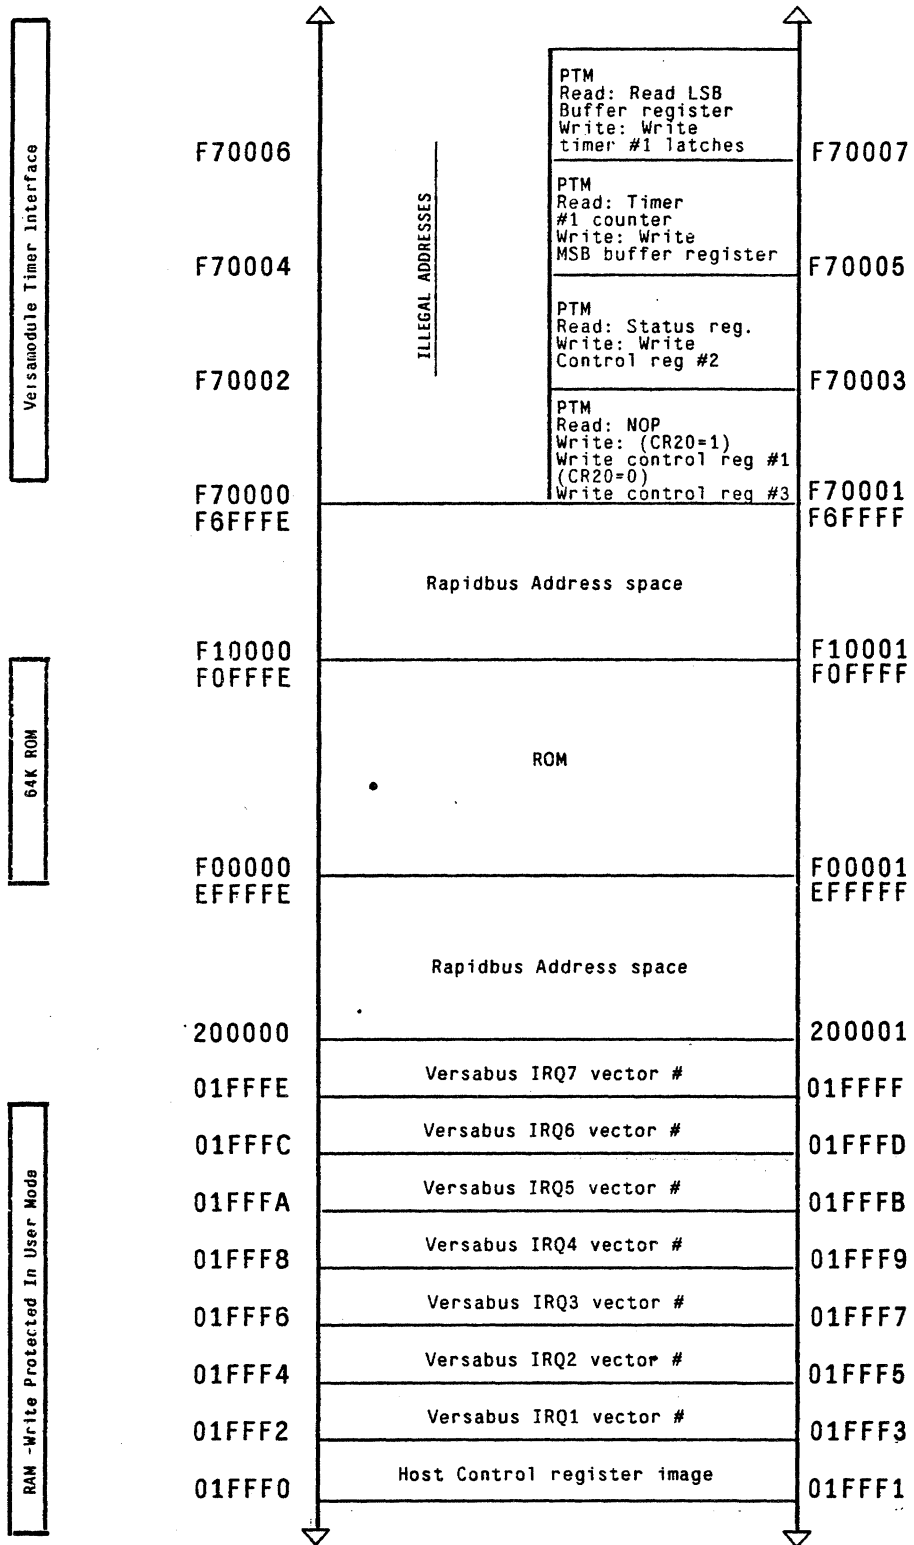 Versamodule Timer Interface
PTM
Read: Read LSB
Buffer register
Write: Write
timer #1 latches
F70006
F70007
ILLEGAL ADDRESSES
PTM
Read: Timer
#1 counter
Write: Write
MSB buffer register
F70004
F70005
PTM
Read: Status reg.
Write: Write
Control reg #2
F70002
F70003
PTM
Read: NOP
Write: (CR20=1)
Write control reg #1
(CR20=0)
Write control reg #3
F70000
F70001
F6FFFE
F6FFFF
Rapidbus Address space
F10000
F10001
F0FFFE
F0FFFF
64K ROM
ROM
F00000
F00001
EFFFFE
EFFFFF
Rapidbus Address space
200000
200001
Versabus IRQ7 vector #
01FFFE
01FFFF
Versabus IRQ6 vector #
01FFFC
01FFFD
Versabus IRQ5 vector #
01FFFA
01FFFB
Versabus IRQ4 vector #
01FFF8
01FFF9
Versabus IRQ3 vector #
01FFF6
01FFF7
Versabus IRQ2 vector #
01FFF4
01FFF5
Versabus IRQ1 vector #
01FFF2
01FFF3
Host Control register image
01FFF0
01FFF1
RAM -Write Protected In User Mode